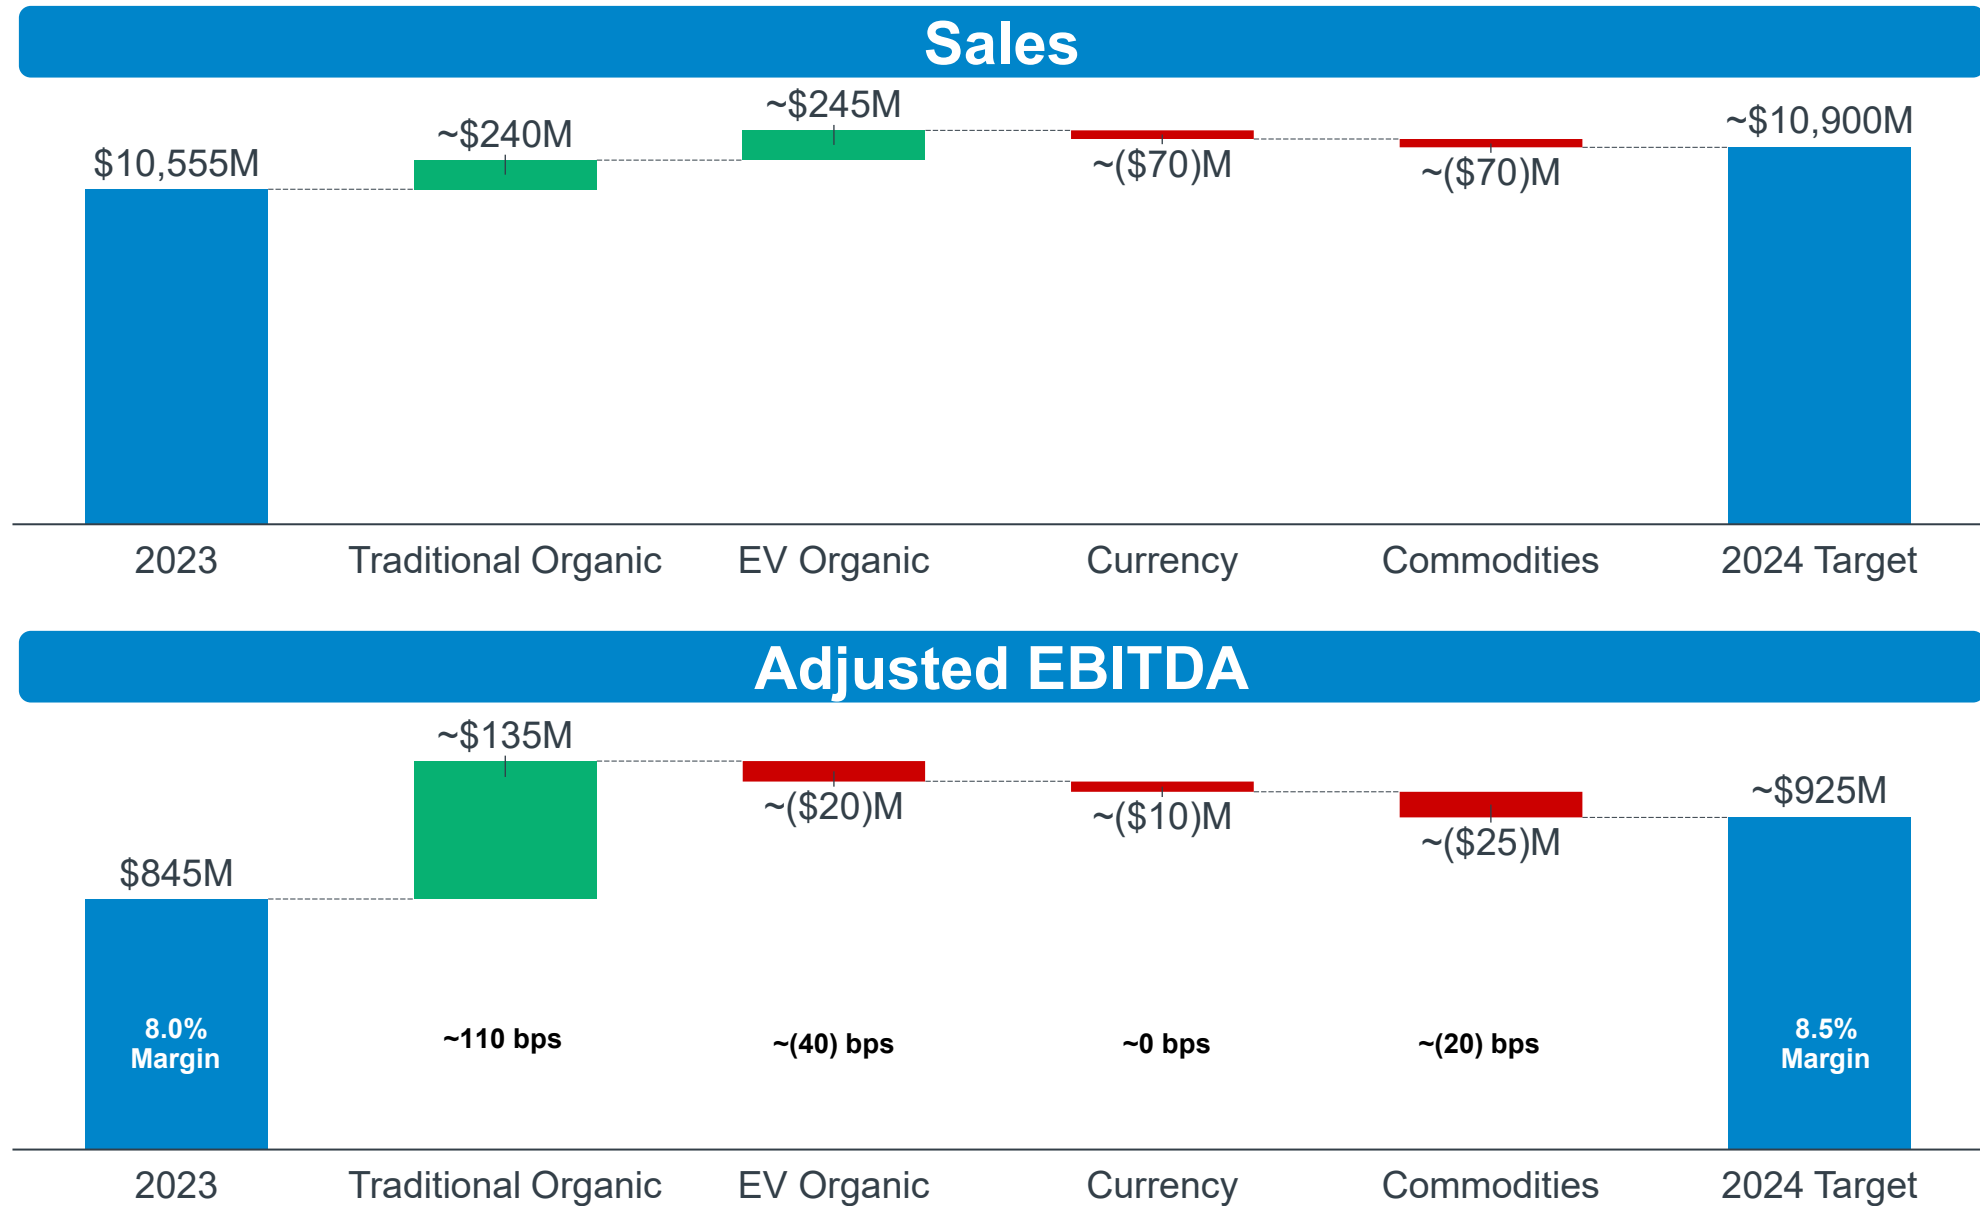 Sales
$10,555M
~$240M
~$245M
~($70)M
~($70)M
~$10,900M
2023
Traditional Organic
EV Organic
Currency
Commodities
2024 Target
Adjusted EBITDA
$845M
~$135M
~($20)M
~($10)M
~($25)M
~$925M
8.0%
Margin
~110 bps
~(40) bps
~0 bps
~(20) bps
8.5%
Margin
2023
Traditional Organic
EV Organic
Currency
Commodities
2024 Target